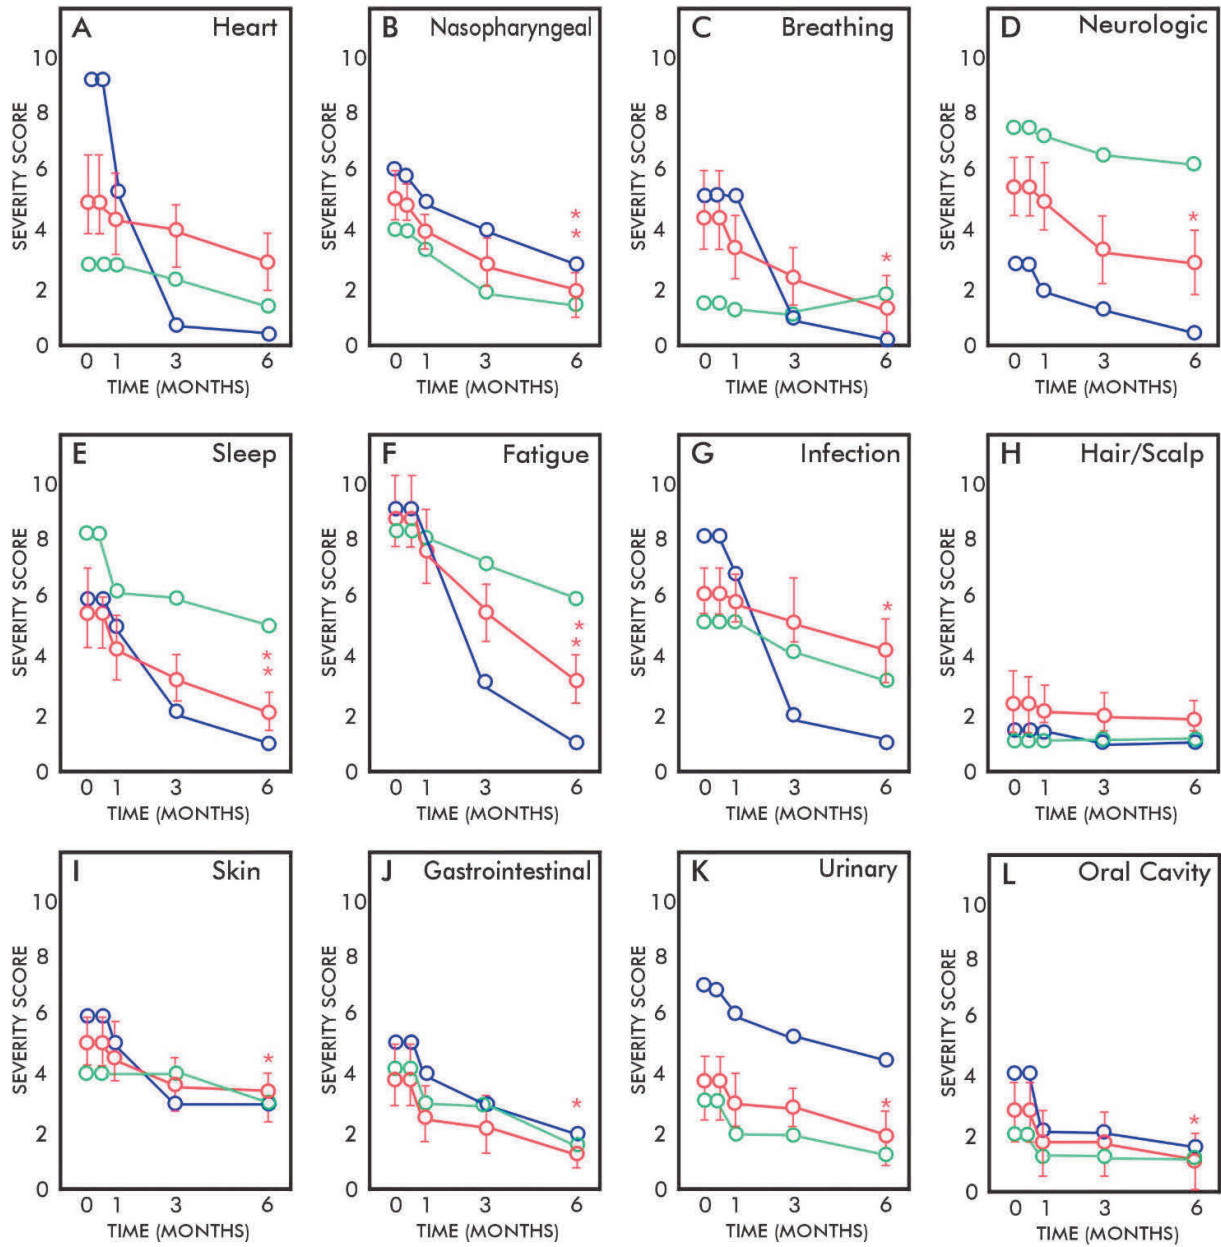 A Heart
10
8
6
4
2
0
SEVERITY SCORE
0 1 3 6
TIME (MONTHS)
B Nasopharyngeal
10
8
6
4
2
0
SEVERITY SCORE
*
*
0 1 3 6
TIME (MONTHS)
C Breathing
10
8
6
4
2
0
SEVERITY SCORE
*
0 1 3 6
TIME (MONTHS)
D Neurologic
10
8
6
4
2
0
SEVERITY SCORE
*
0 1 3 6
TIME (MONTHS)
E Sleep
10
8
6
4
2
0
SEVERITY SCORE
*
*
0 1 3 6
TIME (MONTHS)
F Fatigue
10
8
6
4
2
0
SEVERITY SCORE
*
*
0 1 3 6
TIME (MONTHS)
G Infection
10
8
6
4
2
0
SEVERITY SCORE
*
0 1 3 6
TIME (MONTHS)
H Hair/Scalp
10
8
6
4
2
0
SEVERITY SCORE
0 1 3 6
TIME (MONTHS)
I Skin
10
8
6
4
2
0
SEVERITY SCORE
*
0 1 3 6
TIME (MONTHS)
J Gastrointestinal
10
8
6
4
2
0
SEVERITY SCORE
*
0 1 3 6
TIME (MONTHS)
K Urinary
10
8
6
4
2
0
SEVERITY SCORE
*
0 1 3 6
TIME (MONTHS)
L Oral Cavity
10
8
6
4
2
0
SEVERITY SCORE
*
0 1 3 6
TIME (MONTHS)